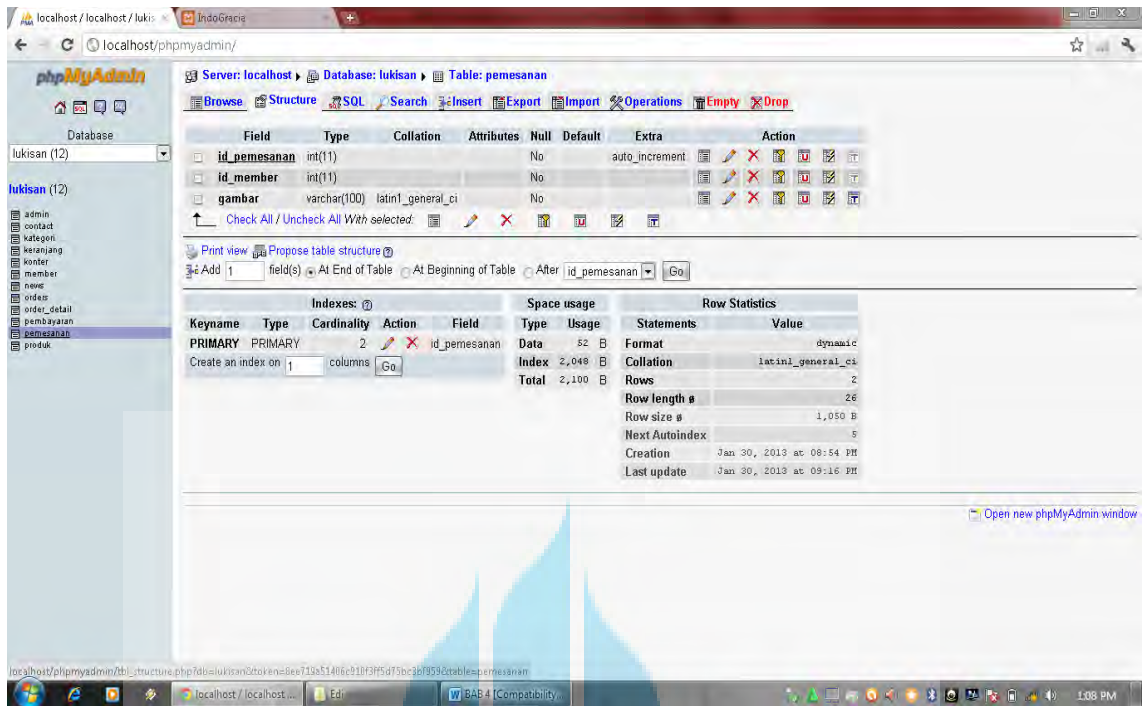 localhost / localhost / lukis
IndoGracia
localhost/phpmyadmin/
phpMyAdmin
Database
lukisan (12)
lukisan (12)
admin
contact
kategori
keranjang
konter
member
news
orders
order_detail
pembayaran
pemesanan
produk
Server: localhost Database: lukisan Table: pemesanan
Browse Structure SQL Search Insert Export Import Operations Empty Drop
Field Type Collation Attributes Null Default Extra Action
id_pemesanan int(11) No auto_increment
id_member int(11) No
gambar varchar(100) latin1_general_ci No
Check All / Uncheck All With selected:
Print view Propose table structure
Add 1 field(s) At End of Table At Beginning of Table After id_pemesanan Go
Indexes:
Keyname Type Cardinality Action Field
PRIMARY PRIMARY 2 id_pemesanan
Create an index on 1 columns Go
Space usage
Type Usage
Data 52 B
Index 2,048 B
Total 2,100 B
Row Statistics
Statements Value
Format dynamic
Collation latin1_general_ci
Rows 2
Row length ø 26
Row size ø 1,050 B
Next Autoindex 5
Creation Jan 30, 2013 at 08:54 PM
Last update Jan 30, 2013 at 09:16 PM
Open new phpMyAdmin window
localhost / localhost ...
Edi
BAB 4 [Compatibility...
1:08 PM